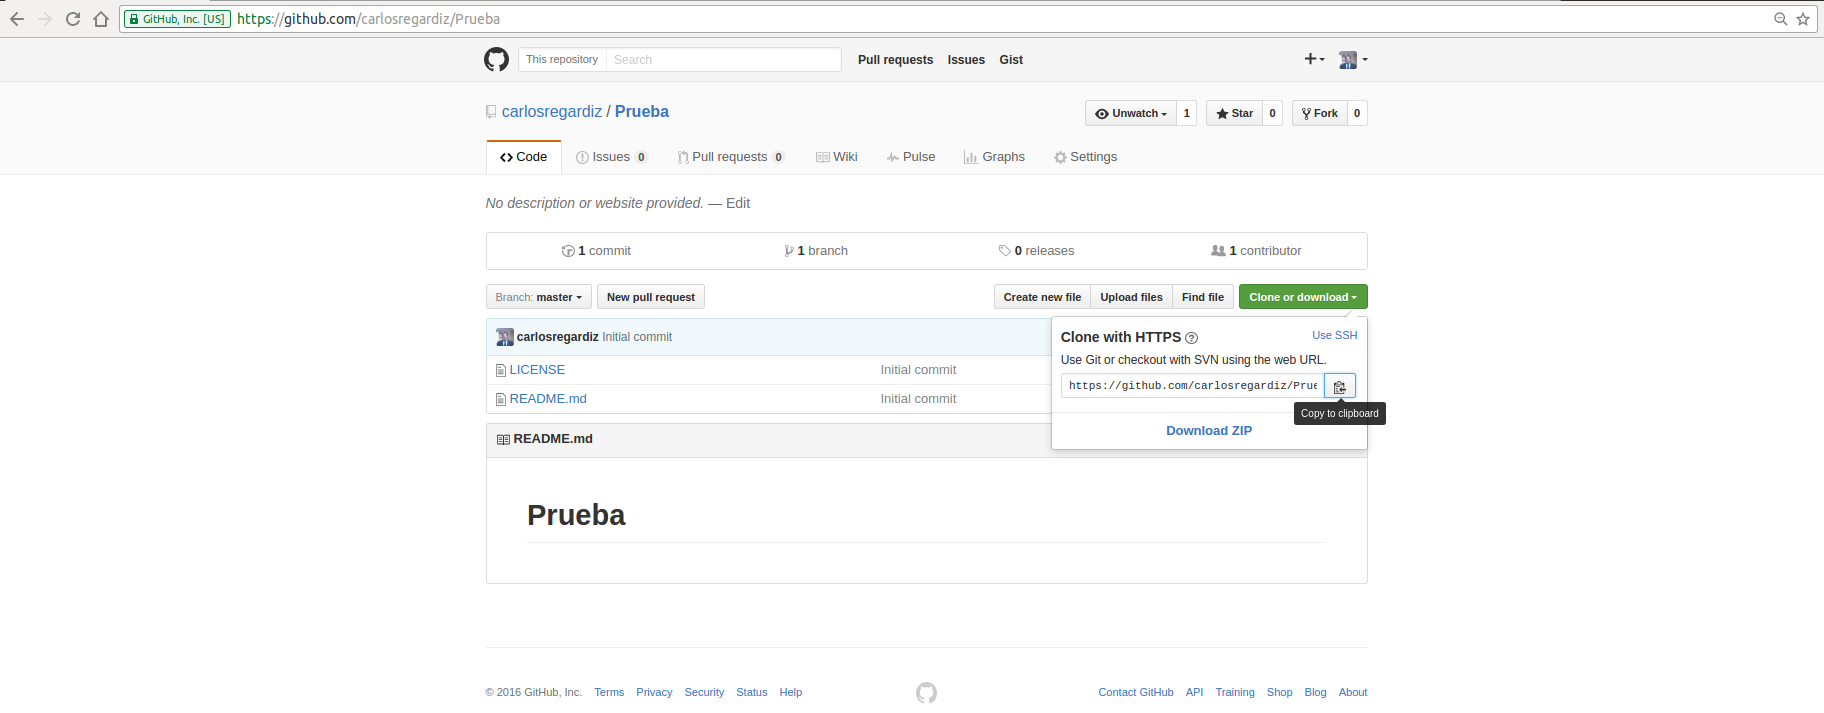 GitHub, Inc. [US] https://github.com/carlosregardiz/Prueba
This repository Search Pull requests Issues Gist
carlosregardiz / Prueba Unwatch 1 Star 0 Fork 0
Code Issues 0 Pull requests 0 Wiki Pulse Graphs Settings
No description or website provided. — Edit
1 commit 1 branch 0 releases 1 contributor
Branch: master New pull request Create new file Upload files Find file Clone or download
carlosregardiz Initial commit
LICENSE Initial commit
README.md Initial commit
Clone with HTTPS ? Use SSH
Use Git or checkout with SVN using the web URL.
https://github.com/carlosregardiz/Prue
Copy to clipboard
Download ZIP
README.md
Prueba
© 2016 GitHub, Inc. Terms Privacy Security Status Help Contact GitHub API Training Shop Blog About